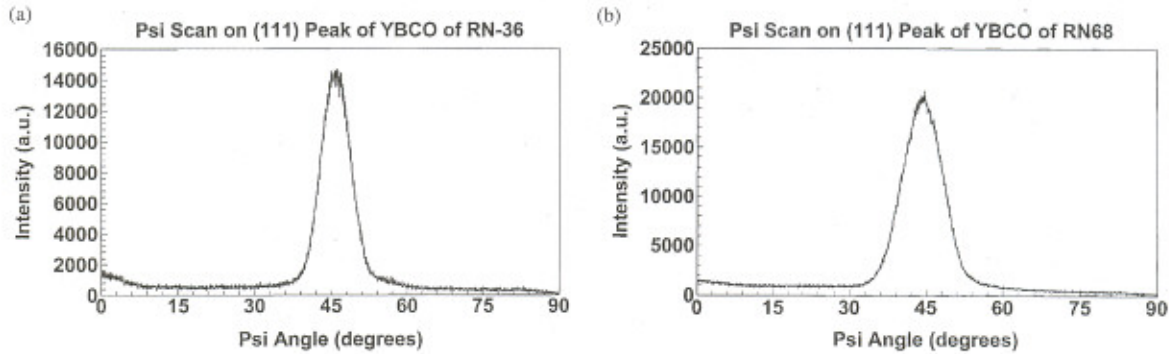 (a)
Psi Scan on (111) Peak of YBCO of RN-36
16000
14000
12000
10000
8000
6000
4000
2000
0
Intensity (a.u.)
0 15 30 45 60 75 90
Psi Angle (degrees)
(b)
Psi Scan on (111) Peak of YBCO of RN68
25000
20000
15000
10000
5000
0
Intensity (a.u.)
0 15 30 45 60 75 90
Psi Angle (degrees)